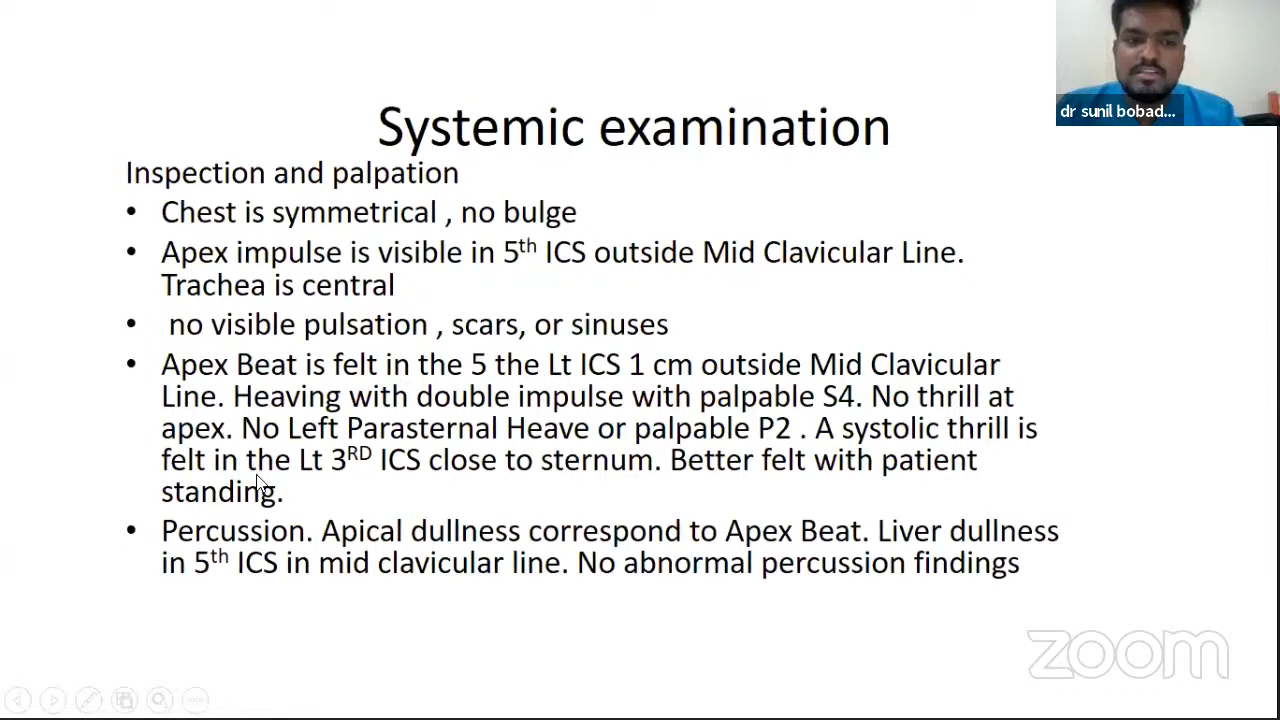 dr sunil bobad...
Systemic examination
Inspection and palpation
• Chest is symmetrical , no bulge
• Apex impulse is visible in 5th ICS outside Mid Clavicular Line.
Trachea is central
• no visible pulsation , scars, or sinuses
• Apex Beat is felt in the 5 the Lt ICS 1 cm outside Mid Clavicular
Line. Heaving with double impulse with palpable S4. No thrill at
apex. No Left Parasternal Heave or palpable P2 . A systolic thrill is
felt in the Lt 3RD ICS close to sternum. Better felt with patient
standing.
• Percussion. Apical dullness correspond to Apex Beat. Liver dullness
in 5th ICS in mid clavicular line. No abnormal percussion findings
zoom